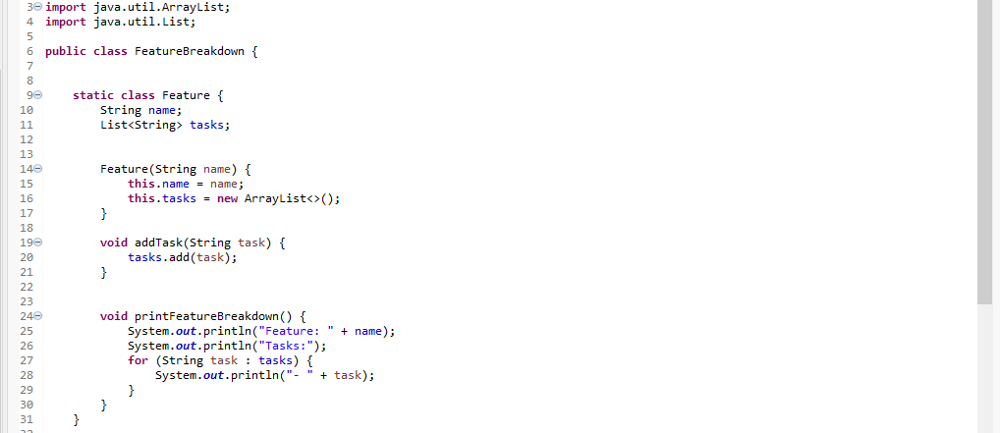 3 import java.util.ArrayList;
4 import java.util.List;
5
6 public class FeatureBreakdown {
7
8
9     static class Feature {
10         String name;
11         List<String> tasks;
12
13
14         Feature(String name) {
15             this.name = name;
16             this.tasks = new ArrayList<>();
17         }
18
19         void addTask(String task) {
20             tasks.add(task);
21         }
22
23
24         void printFeatureBreakdown() {
25             System.out.println("Feature: " + name);
26             System.out.println("Tasks:");
27             for (String task : tasks) {
28                 System.out.println("- " + task);
29             }
30         }
31     }